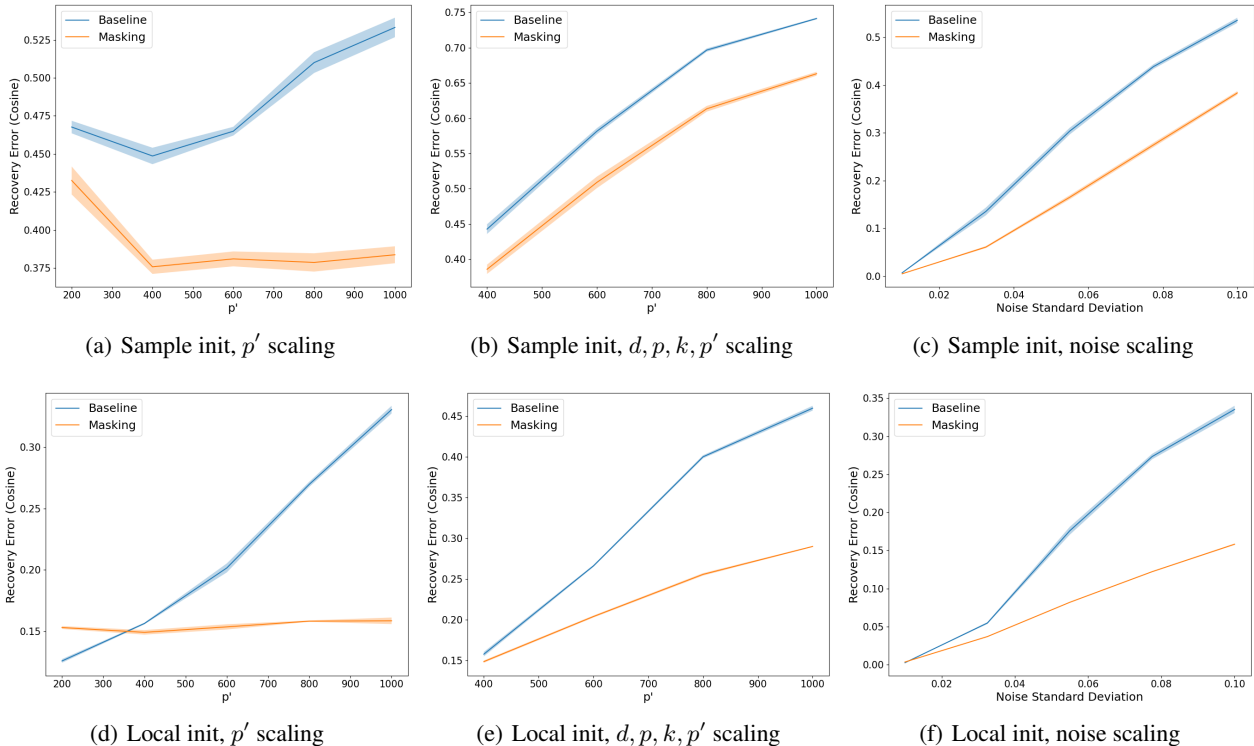 Baseline
Masking
0.525
0.500
0.475
0.450
0.425
0.400
0.375
Recovery Error (Cosine)
200 300 400 500 600 700 800 900 1000
p'
(a) Sample init, p′ scaling
Baseline
Masking
0.75
0.70
0.65
0.60
0.55
0.50
0.45
0.40
Recovery Error (Cosine)
400 500 600 700 800 900 1000
p'
(b) Sample init, d, p, k, p′ scaling
Baseline
Masking
0.5
0.4
0.3
0.2
0.1
0.0
Recovery Error (Cosine)
0.02 0.04 0.06 0.08 0.10
Noise Standard Deviation
(c) Sample init, noise scaling
Baseline
Masking
0.30
0.25
0.20
0.15
Recovery Error (Cosine)
200 300 400 500 600 700 800 900 1000
p'
(d) Local init, p′ scaling
Baseline
Masking
0.45
0.40
0.35
0.30
0.25
0.20
0.15
Recovery Error (Cosine)
400 500 600 700 800 900 1000
p'
(e) Local init, d, p, k, p′ scaling
Baseline
Masking
0.35
0.30
0.25
0.20
0.15
0.10
0.05
0.00
Recovery Error (Cosine)
0.02 0.04 0.06 0.08 0.10
Noise Standard Deviation
(f) Local init, noise scaling